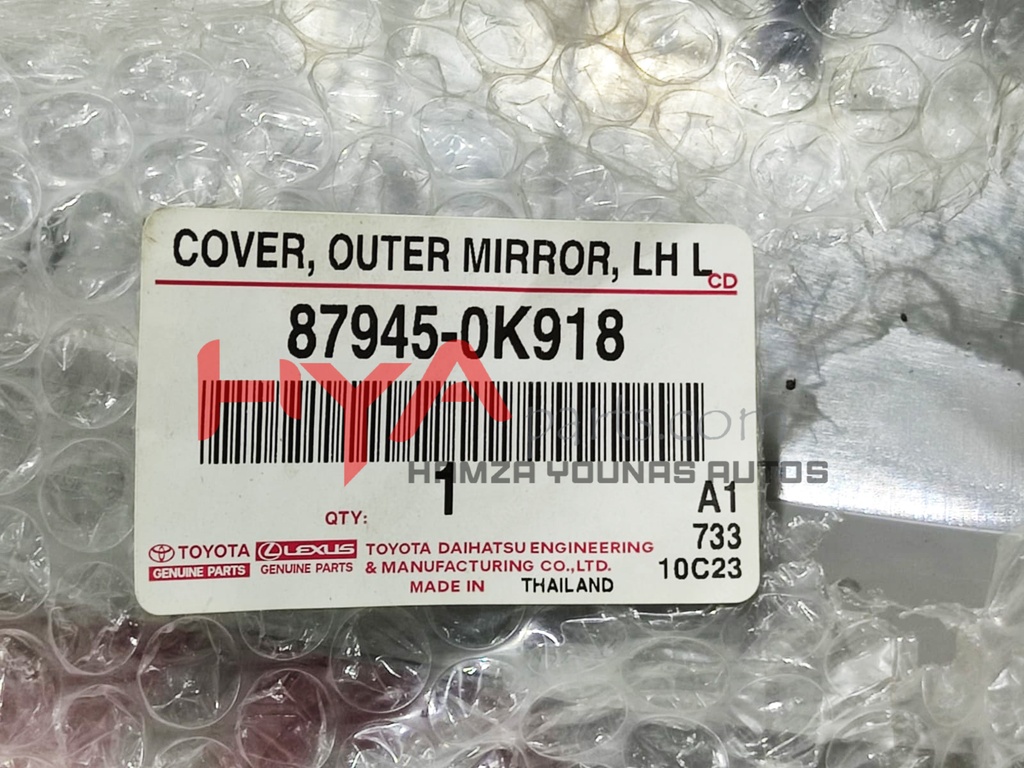 COVER, OUTER MIRROR, LH L
CD
87945-0K918
HYA
parts.com
HAMZA YOUNAS AUTOS
QTY: 1
A1
733
10C23
TOYOTA
GENUINE PARTS
LEXUS
GENUINE PARTS
TOYOTA DAIHATSU ENGINEERING
& MANUFACTURING CO.,LTD.
MADE IN THAILAND